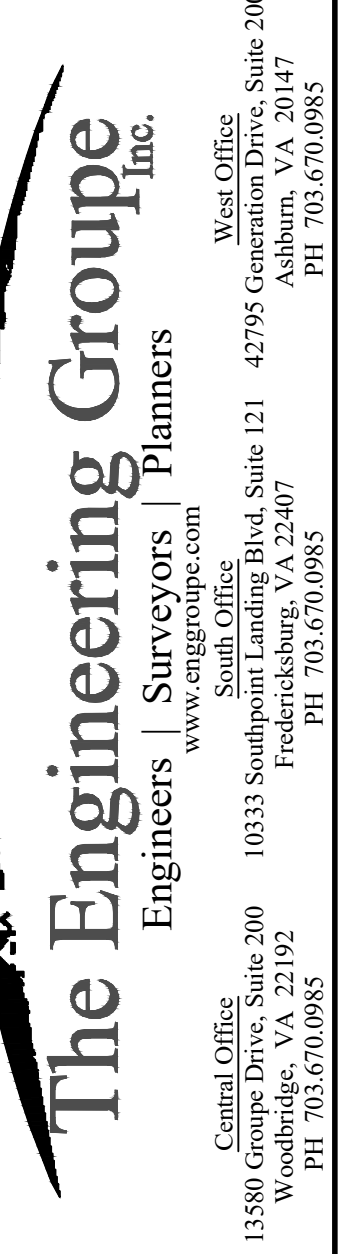 The Engineering Groupe
Inc.
Engineers | Surveyors | Planners
www.enggroupe.com
Central Office
13580 Groupe Drive, Suite 200
Woodbridge, VA 22192
PH 703.670.0985
South Office
10333 Southpoint Landing Blvd, Suite 121
Fredericksburg, VA 22407
PH 703.670.0985
West Office
42795 Generation Drive, Suite 200
Ashburn, VA 20147
PH 703.670.0985